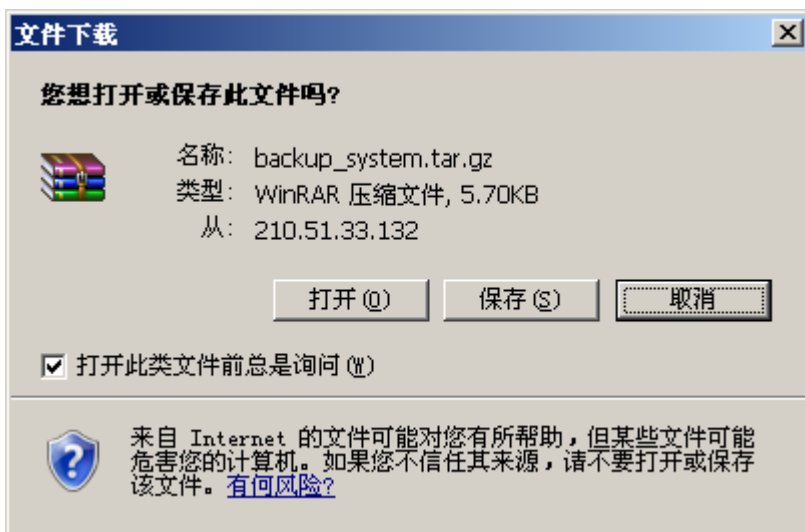 文件下载
您想打开或保存此文件吗?
名称: backup_system.tar.gz
类型: WinRAR 压缩文件, 5.70KB
从: 210.51.33.132
打开(O) 保存(S) 取消
打开此类文件前总是询问(W)
来自 Internet 的文件可能对您有所帮助,但某些文件可能
危害您的计算机。如果您不信任其来源,请不要打开或保存
该文件。有何风险?